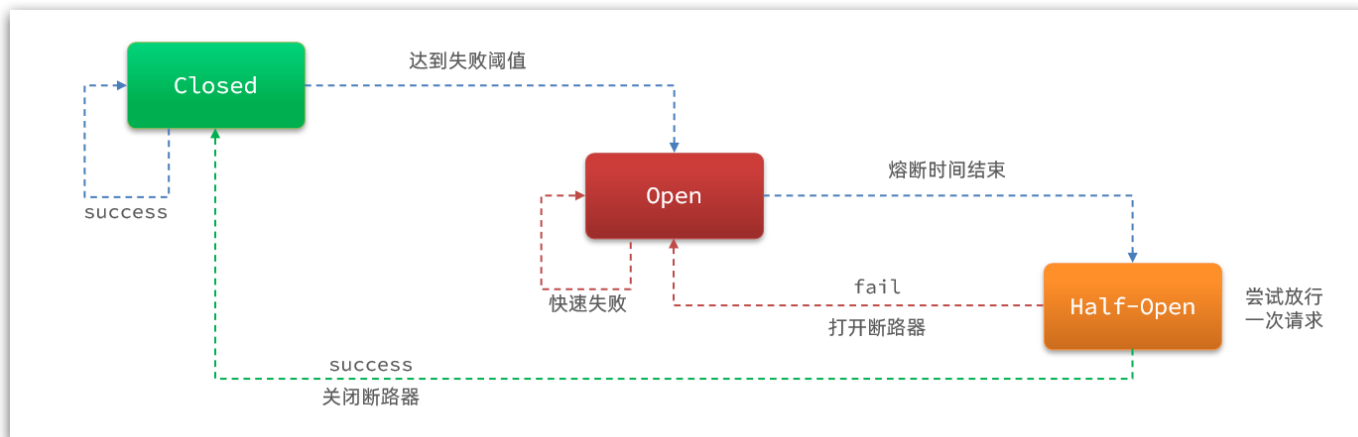 达到失败阈值
Closed
熔断时间结束
Open
success
fail
快速失败
打开断路器
Half-Open
尝试放行
一次请求
success
关闭断路器